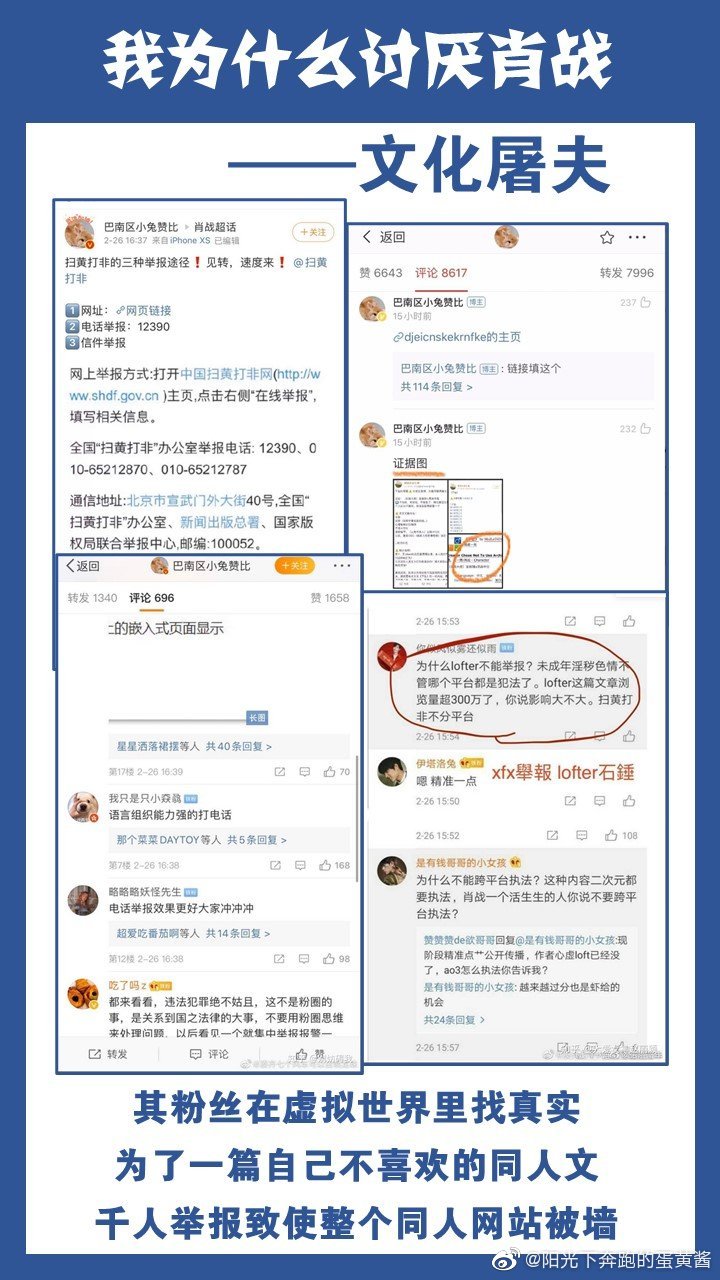 我为什么讨厌肖战
——文化屠夫
巴南区小兔赞比 ▸ 肖战超话
2-26 16:37 来自 iPhone XS 已编辑
+关注
扫黄打非的三种举报途径❗见转，速度来❗ @扫黄
打非
1 网址： 网页链接
2 电话举报：12390
3 信件举报
网上举报方式:打开中国扫黄打非网(http://w
ww.shdf.gov.cn )主页,点击右侧“在线举报”,
填写相关信息。
全国“扫黄打非”办公室举报电话: 12390、0
10-65212870、010-65212787
通信地址:北京市宣武门外大街40号,全国“
扫黄打非”办公室、新闻出版总署、国家版
权局联合举报中心,邮编:100052。
返回
赞 6643 评论 8617 转发 7996
巴南区小兔赞比 博主
237
15小时前
djeicnskekrnfke的主页
巴南区小兔赞比 博主 : 链接填这个
共114条回复 >
巴南区小兔赞比 博主
232
15小时前
证据图
返回 巴南区小兔赞比 +关注
转发 1340 评论 696 赞 1658
的嵌入式页面显示
长图
星星洒落裙摆等人 共40条回复 >
第17楼 2-26 16:39
70
我只是只小猋骉
语言组织能力强的打电话
那个菜菜DAYTOY等人 共5条回复 >
第7楼 2-26 16:38
168
略略略妖怪先生
电话举报效果更好大家冲冲冲
超爱吃番茄啊等人 共14条回复 >
第12楼 2-26 16:38
98
吃了吗z
都来看看，违法犯罪绝不姑且，这不是粉圈的
事，是关系到国之法律的大事，不要用粉圈思维
来处理问题，以后看见一个就集中举报报警一
转发 评论 赞
2-26 15:53
你似风似雾还似雨
为什么lofter不能举报？未成年淫秽色情不
管哪个平台都是犯法了。lofter这篇文章浏
览量超300万了，你说影响大不大。扫黄打
非不分平台
2-26 15:54
伊塔洛兔
嗯 精准一点
xfx舉報 lofter石錘
2-26 15:50
2-26 15:52
108
是有钱哥哥的小女孩
为什么不能跨平台执法？这种内容二次元都
要执法，肖战一个活生生的人你说不要跨平
台执法？
赞赞赞de欲哥哥回复@是有钱哥哥的小女孩:现
阶段精准点艹公开传播，作者心虚loft已经没
了，ao3怎么执法你告诉我？
是有钱哥哥的小女孩: 越来越过分也是虾给的
机会
共24条回复 >
2-26 15:57
其粉丝在虚拟世界里找真实
为了一篇自己不喜欢的同人文
千人举报致使整个同人网站被墙
@阳光下奔跑的蛋黄酱